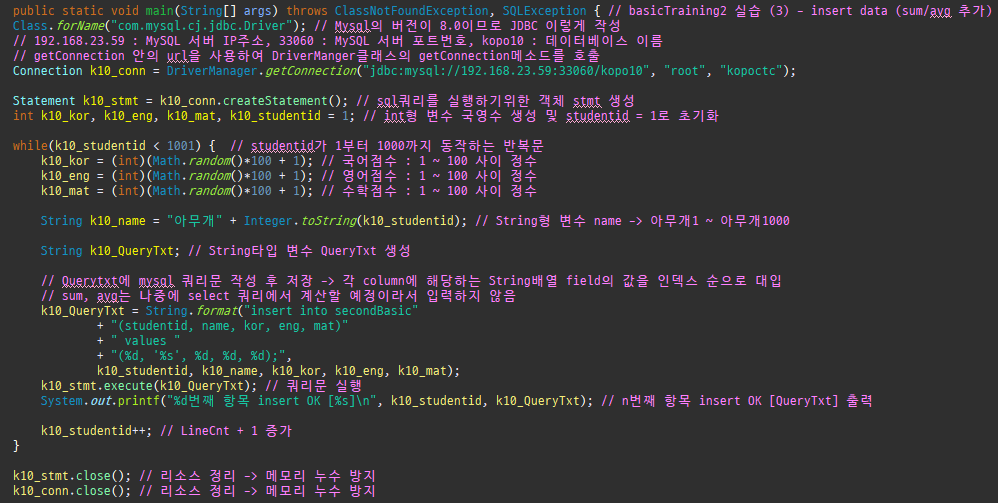 public static void main(String[] args) throws ClassNotFoundException, SQLException { // basicTraining2 실습 (3) - insert data (sum/avg 추가)
Class.forName("com.mysql.cj.jdbc.Driver"); // Mysql의 버전이 8.0이므로 JDBC 이렇게 작성
// 192.168.23.59 : MySQL 서버 IP주소, 33060 : MySQL 서버 포트번호, kopo10 : 데이터베이스 이름
// getConnection 안의 url을 사용하여 DriverManger클래스의 getConnection메소드를 호출
Connection k10_conn = DriverManager.getConnection("jdbc:mysql://192.168.23.59:33060/kopo10", "root", "kopoctc");
Statement k10_stmt = k10_conn.createStatement(); // sql쿼리를 실행하기위한 객체 stmt 생성
int k10_kor, k10_eng, k10_mat, k10_studentid = 1; // int형 변수 국영수 생성 및 studentid = 1로 초기화
while(k10_studentid < 1001) { // studentid가 1부터 1000까지 동작하는 반복문
k10_kor = (int)(Math.random()*100 + 1); // 국어점수 : 1 ~ 100 사이 정수
k10_eng = (int)(Math.random()*100 + 1); // 영어점수 : 1 ~ 100 사이 정수
k10_mat = (int)(Math.random()*100 + 1); // 수학점수 : 1 ~ 100 사이 정수
String k10_name = "아무개" + Integer.toString(k10_studentid); // String형 변수 name -> 아무개1 ~ 아무개1000
String k10_QueryTxt; // String타입 변수 QueryTxt 생성
// Querytxt에 mysql 쿼리문 작성 후 저장 -> 각 column에 해당하는 String배열 field의 값을 인덱스 순으로 대입
// sum, avg는 나중에 select 쿼리에서 계산할 예정이라서 입력하지 않음
k10_QueryTxt = String.format("insert into secondBasic"
+ "(studentid, name, kor, eng, mat)"
+ " values "
+ "(%d, '%s', %d, %d, %d);",
k10_studentid, k10_name, k10_kor, k10_eng, k10_mat);
k10_stmt.execute(k10_QueryTxt); // 쿼리문 실행
System.out.printf("%d번째 항목 insert OK [%s]\n", k10_studentid, k10_QueryTxt); // n번째 항목 insert OK [QueryTxt] 출력
k10_studentid++; // LineCnt + 1 증가
}
k10_stmt.close(); // 리소스 정리 -> 메모리 누수 방지
k10_conn.close(); // 리소스 정리 -> 메모리 누수 방지